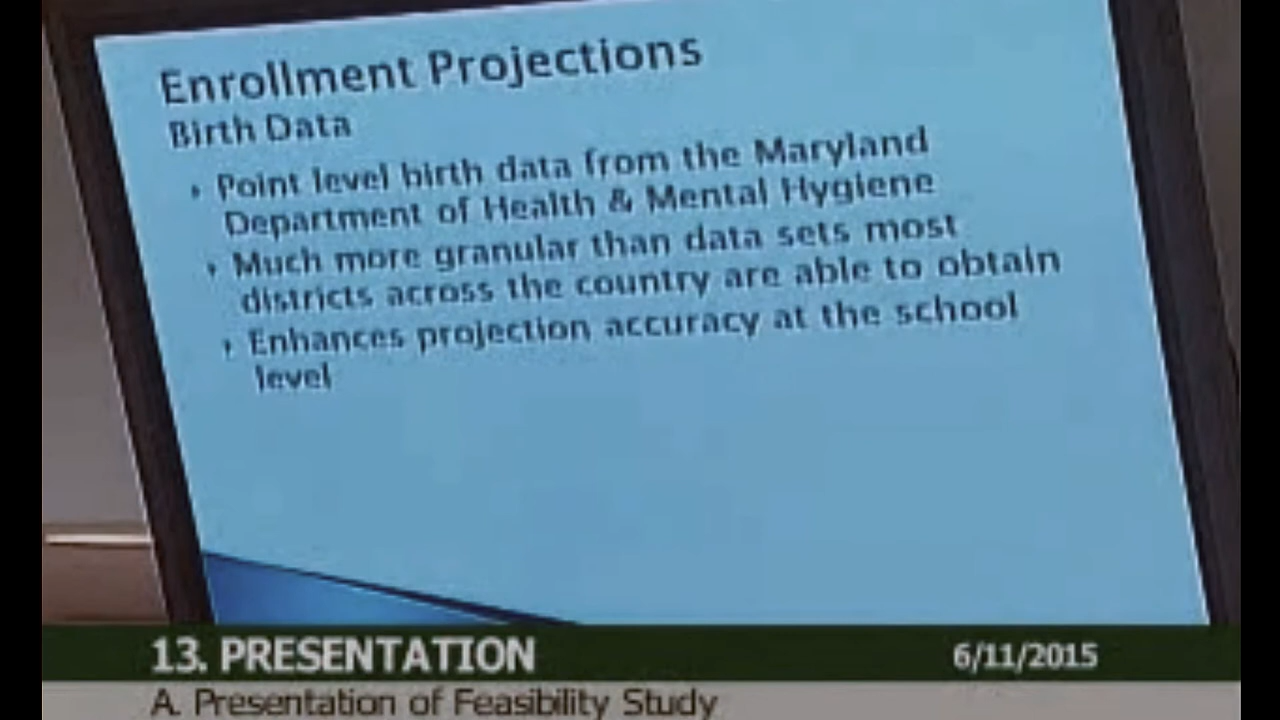 Enrollment Projections
Birth Data
Point level birth data from the Maryland
Department of Health & Mental Hygiene
Much more granular than data sets most
districts across the country are able to obtain
Enhances projection accuracy at the school
level
13. PRESENTATION
6/11/2015
A. Presentation of Feasibility Study